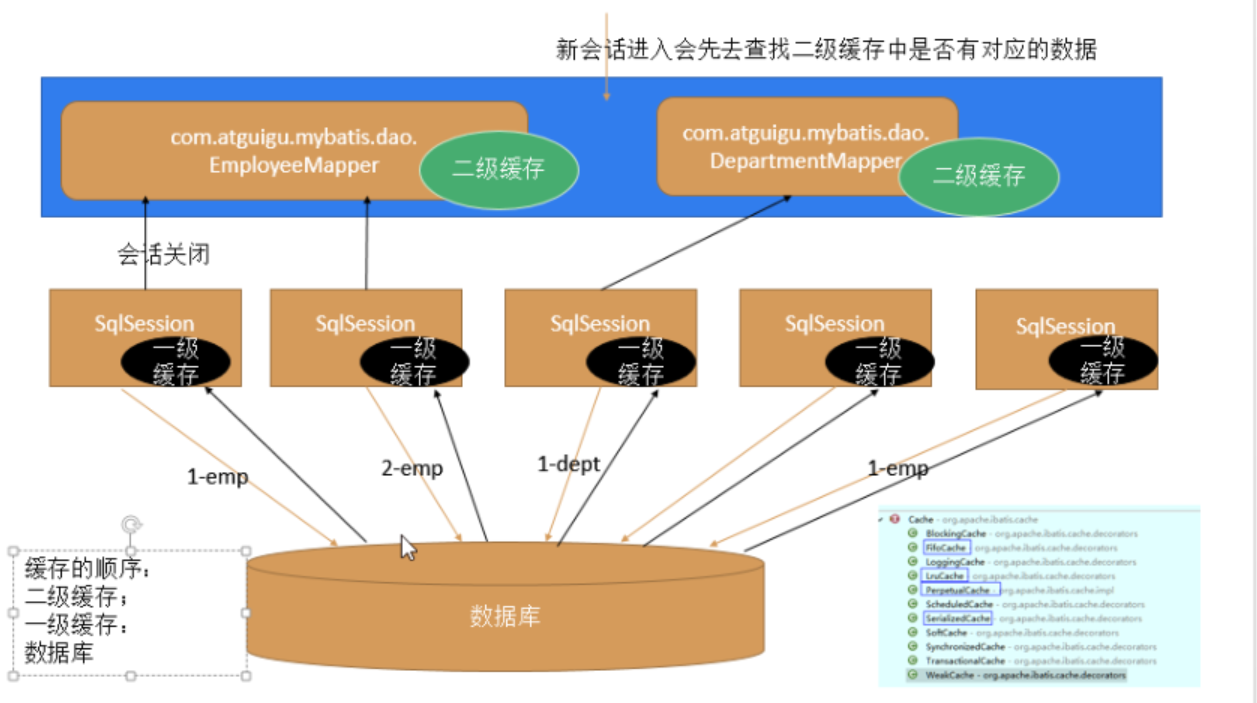 新会话进入会先去查找二级缓存中是否有对应的数据
com.atguigu.mybatis.dao.
EmployeeMapper
二级缓存
com.atguigu.mybatis.dao.
DepartmentMapper
二级缓存
会话关闭
SqlSession
一级
缓存
SqlSession
一级
缓存
SqlSession
一级
缓存
SqlSession
一级
缓存
SqlSession
一级
缓存
1-emp
2-emp
1-dept
1-emp
缓存的顺序：
二级缓存；
一级缓存：
数据库
数据库
Cache - org.apache.ibatis.cache
BlockingCache - org.apache.ibatis.cache.decorators
FifoCache - org.apache.ibatis.cache.decorators
LoggingCache - org.apache.ibatis.cache.decorators
LruCache - org.apache.ibatis.cache.decorators
PerpetualCache - org.apache.ibatis.cache.impl
ScheduledCache - org.apache.ibatis.cache.decorators
SerializedCache - org.apache.ibatis.cache.decorators
SoftCache - org.apache.ibatis.cache.decorators
SynchronizedCache - org.apache.ibatis.cache.decorators
TransactionalCache - org.apache.ibatis.cache.decorators
WeakCache - org.apache.ibatis.cache.decorators